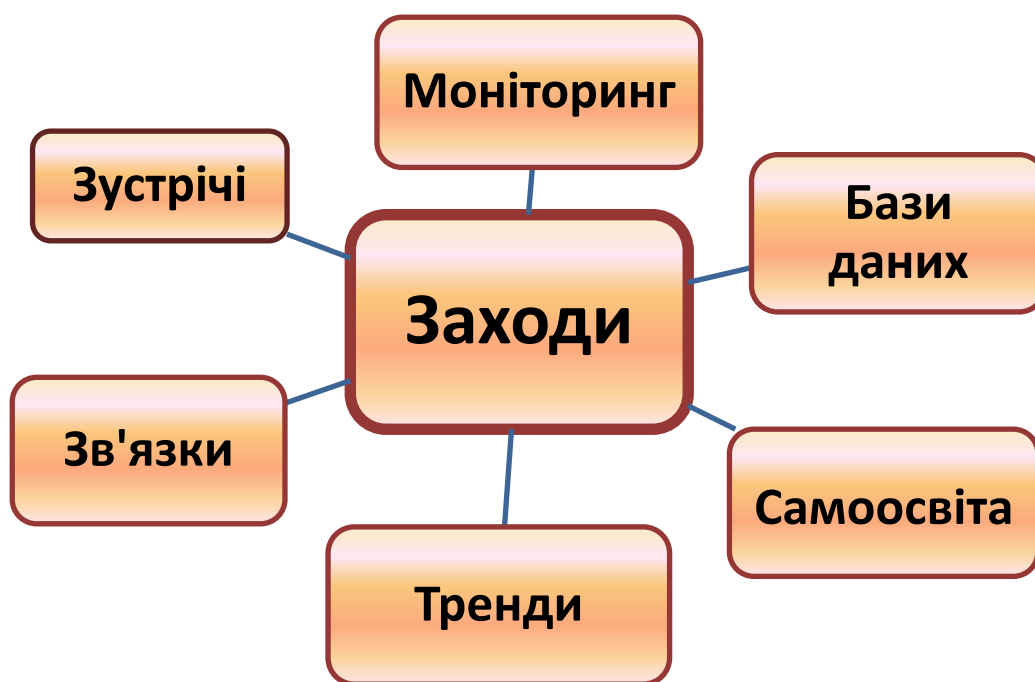 Моніторинг
Зустрічі
Бази
даних
Заходи
Зв'язки
Самоосвіта
Тренди